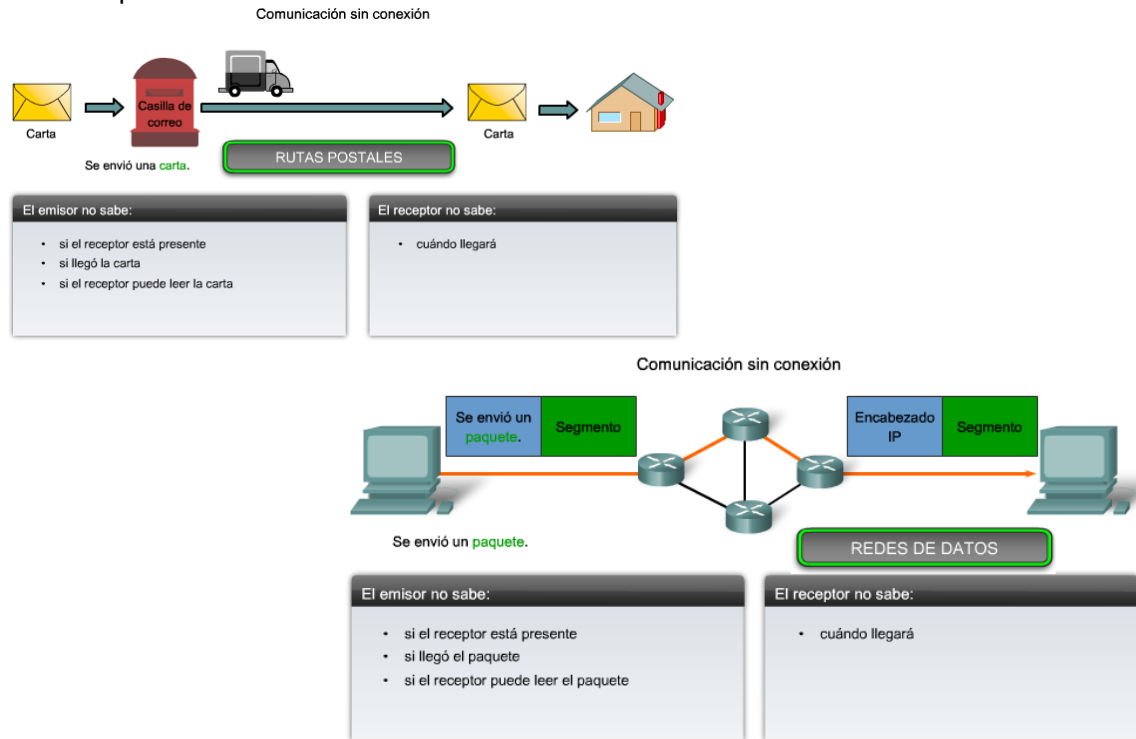 Comunicación sin conexión
Casilla de
correo
Carta
Carta
Se envió una carta.
RUTAS POSTALES
El emisor no sabe:
• si el receptor está presente
• si llegó la carta
• si el receptor puede leer la carta
El receptor no sabe:
• cuándo llegará
Comunicación sin conexión
Se envió un
paquete.
Segmento
Encabezado
IP
Segmento
Se envió un paquete.
REDES DE DATOS
El emisor no sabe:
• si el receptor está presente
• si llegó el paquete
• si el receptor puede leer el paquete
El receptor no sabe:
• cuándo llegará